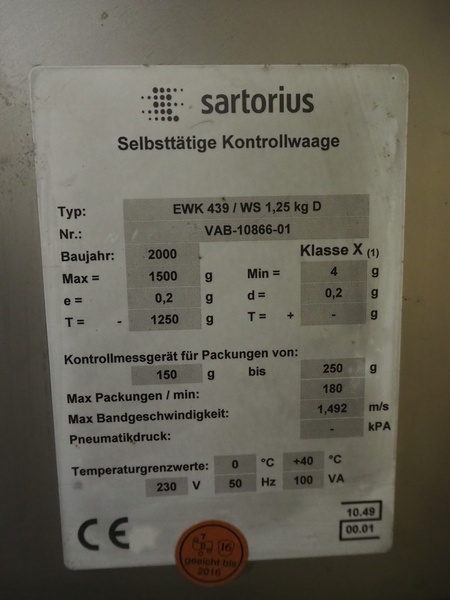 sartorius
Selbsttätige Kontrollwaage
Typ: EWK 439 / WS 1,25 kg D
Nr.: VAB-10866-01
Baujahr: 2000 Klasse X (1)
Max = 1500 g Min = 4 g
e = 0,2 g d = 0,2 g
T = - 1250 g T = + - g
Kontrollmessgerät für Packungen von:
150 g bis 250 g
Max Packungen / min: 180
Max Bandgeschwindigkeit: 1,492 m/s
Pneumatikdruck: - kPA
Temperaturgrenzwerte: 0 °C +40 °C
230 V 50 Hz 100 VA
10.49
00.01
CE
16
gesicht bis
2016